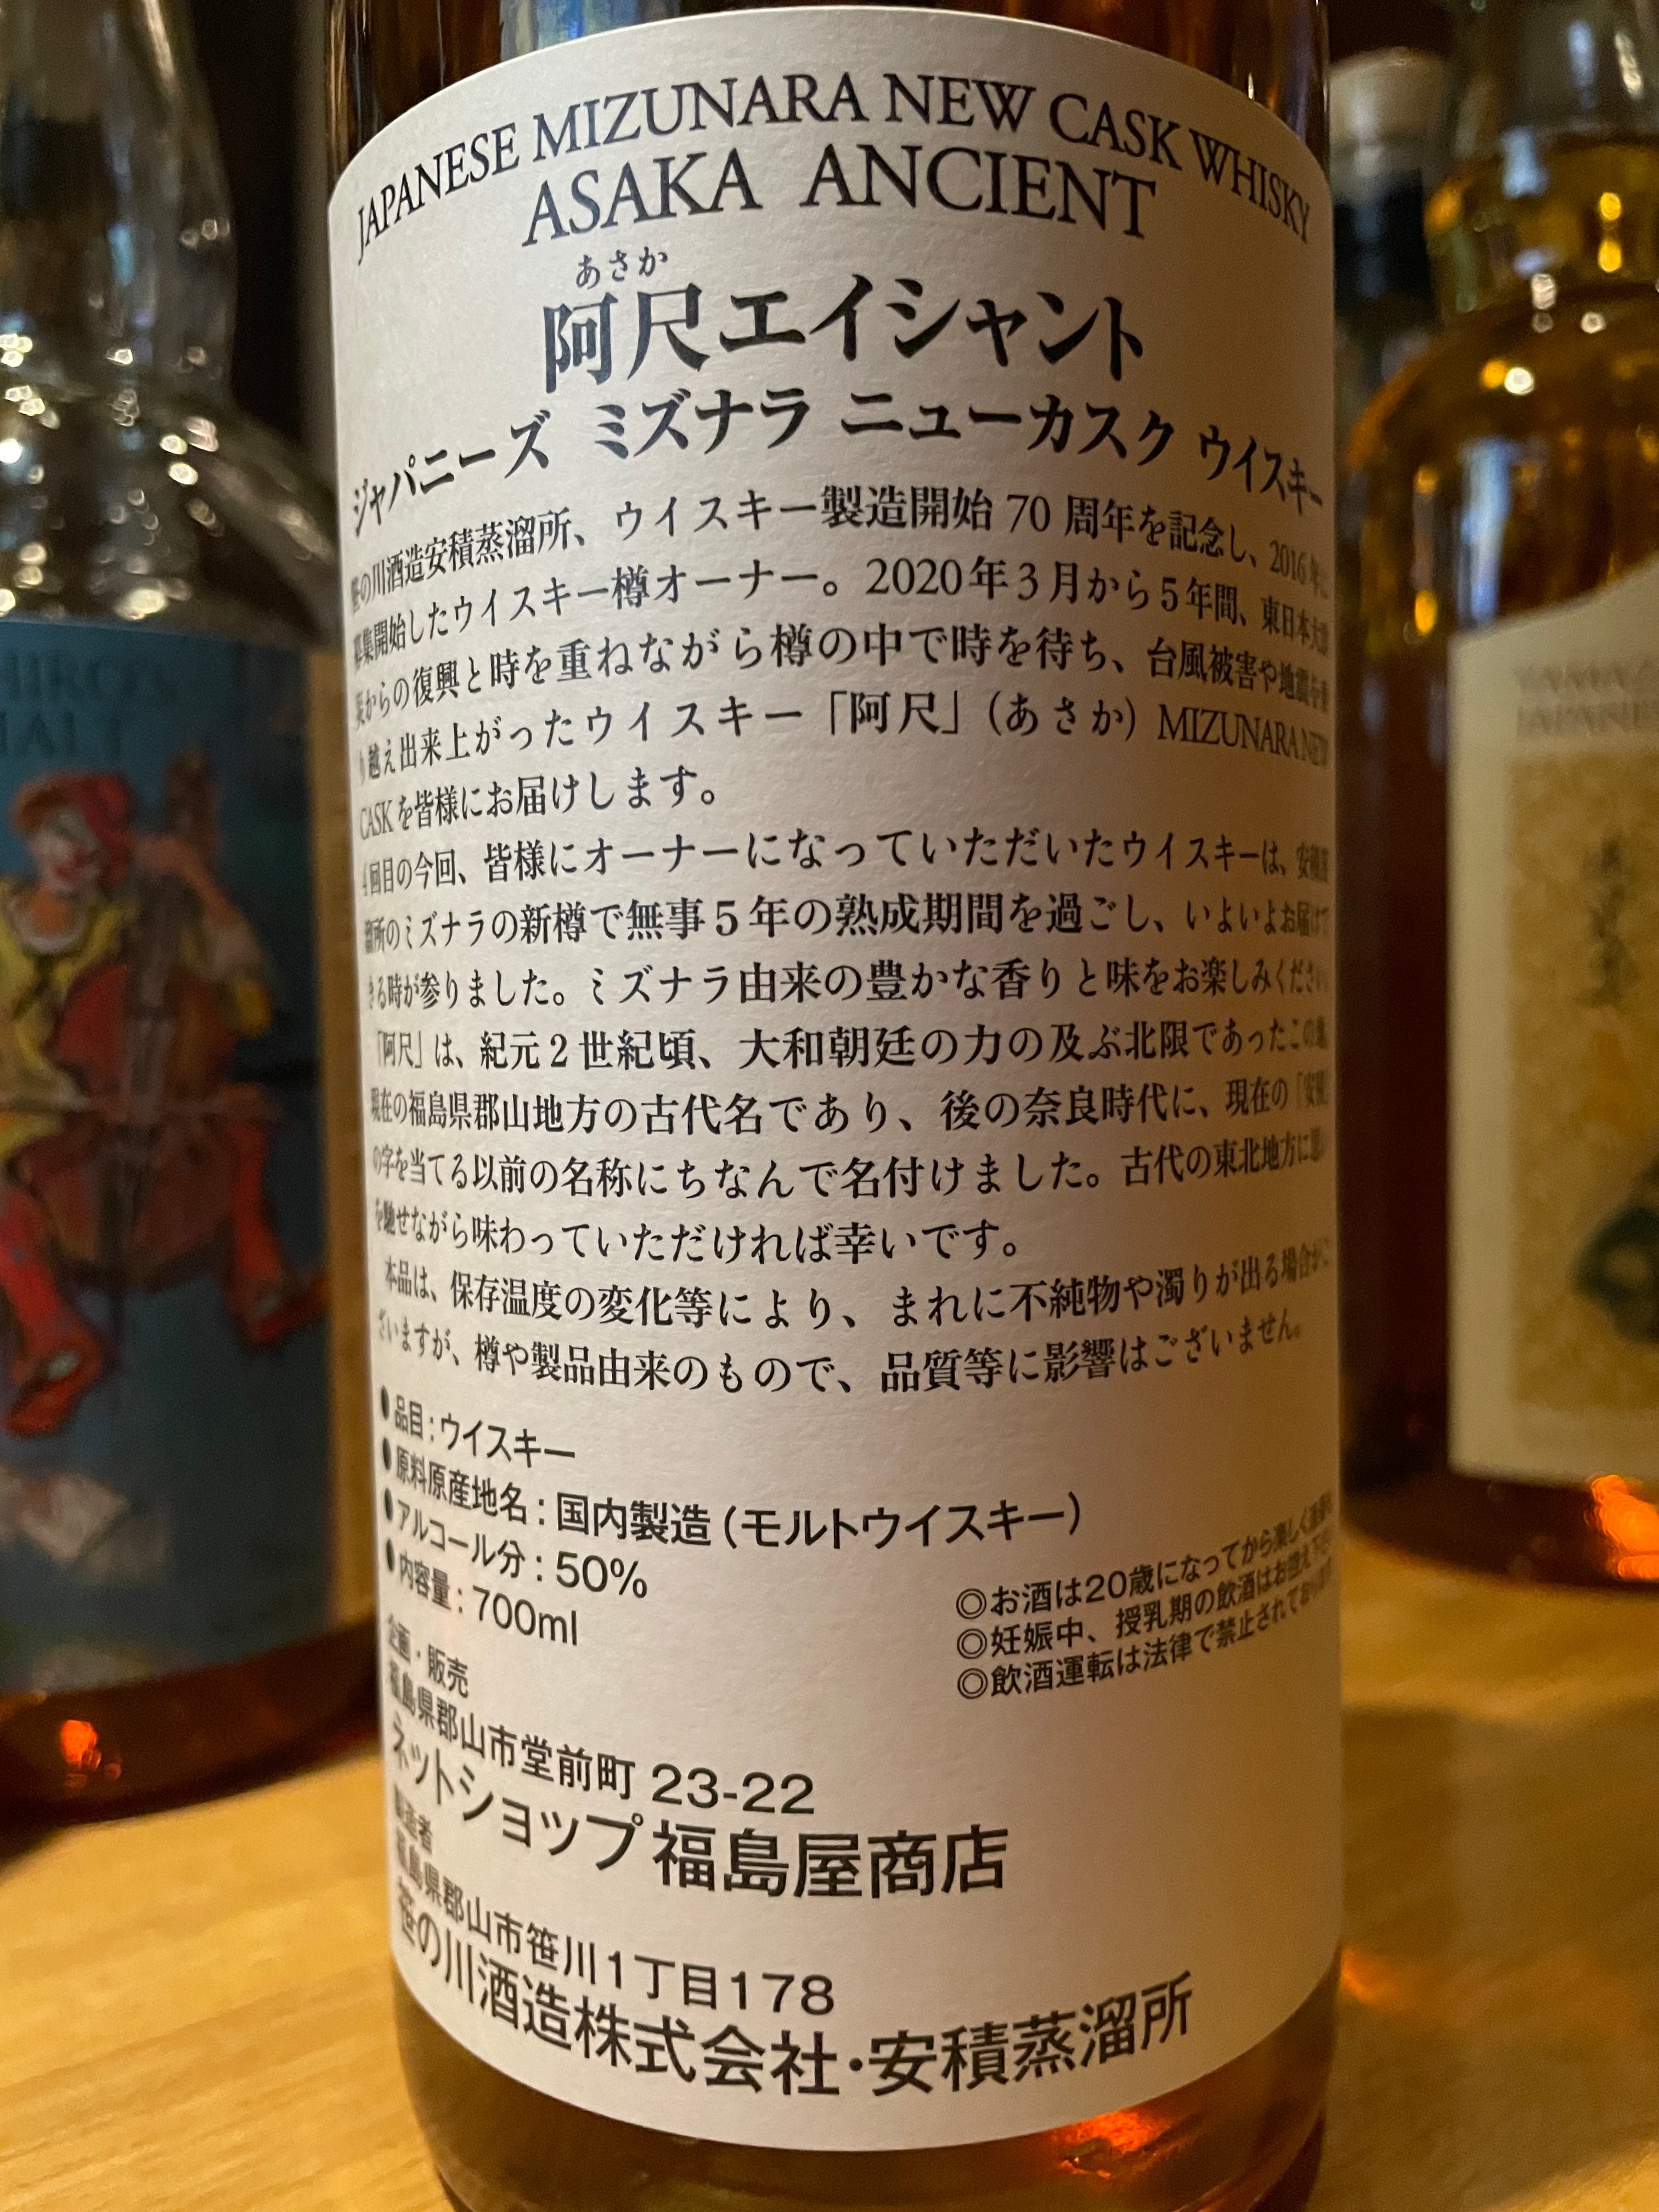 JAPANESE MIZUNARA NEW CASK WHISKY
ASAKA ANCIENT
あさか
阿尺エイシャント
ジャパニーズ ミズナラ ニューカスク ウイスキー
笹の川酒造安積蒸溜所、ウイスキー製造開始 70 周年を記念し、2016
募集開始したウイスキー樽オーナー。2020年3月から5年間、東日本大
からの復興と時を重ねながら樽の中で時を待ち、台風被害や地震を
り越え出来上がったウイスキー「阿尺」(あさか) MIZUNARA NEW
CASKを皆様にお届けします。
4回目の今回、皆様にオーナーになっていただいたウイスキーは、安積
溜所のミズナラの新樽で無事5年の熟成期間を過ごし、いよいよお届けで
きる時が参りました。ミズナラ由来の豊かな香りと味をお楽しみくださ
「阿尺」は、紀元2世紀頃、大和朝廷の力の及ぶ北限であったこの
現在の福島県郡山地方の古代名であり、後の奈良時代に、現在の「安積
の字を当てる以前の名称にちなんで名付けました。古代の東北地方に
を馳せながら味わっていただければ幸いです。
本品は、保存温度の変化等により、まれに不純物や濁りが出る場合がご
ざいますが、樽や製品由来のもので、品質等に影響はございません。
●品目:ウイスキー
●原料原産地名:国内製造(モルトウイスキー)
●アルコール分:50%
●内容量:700ml
◎お酒は20歳になってから楽しく適量
◎妊娠中、授乳期の飲酒はお控え
◎飲酒運転は法律で禁止されて
企画・販売
福島県郡山市堂前町 23-22
ネットショップ福島屋商店
製造者
福島県郡山市笹川1丁目178
笹の川酒造株式会社・安積蒸溜所